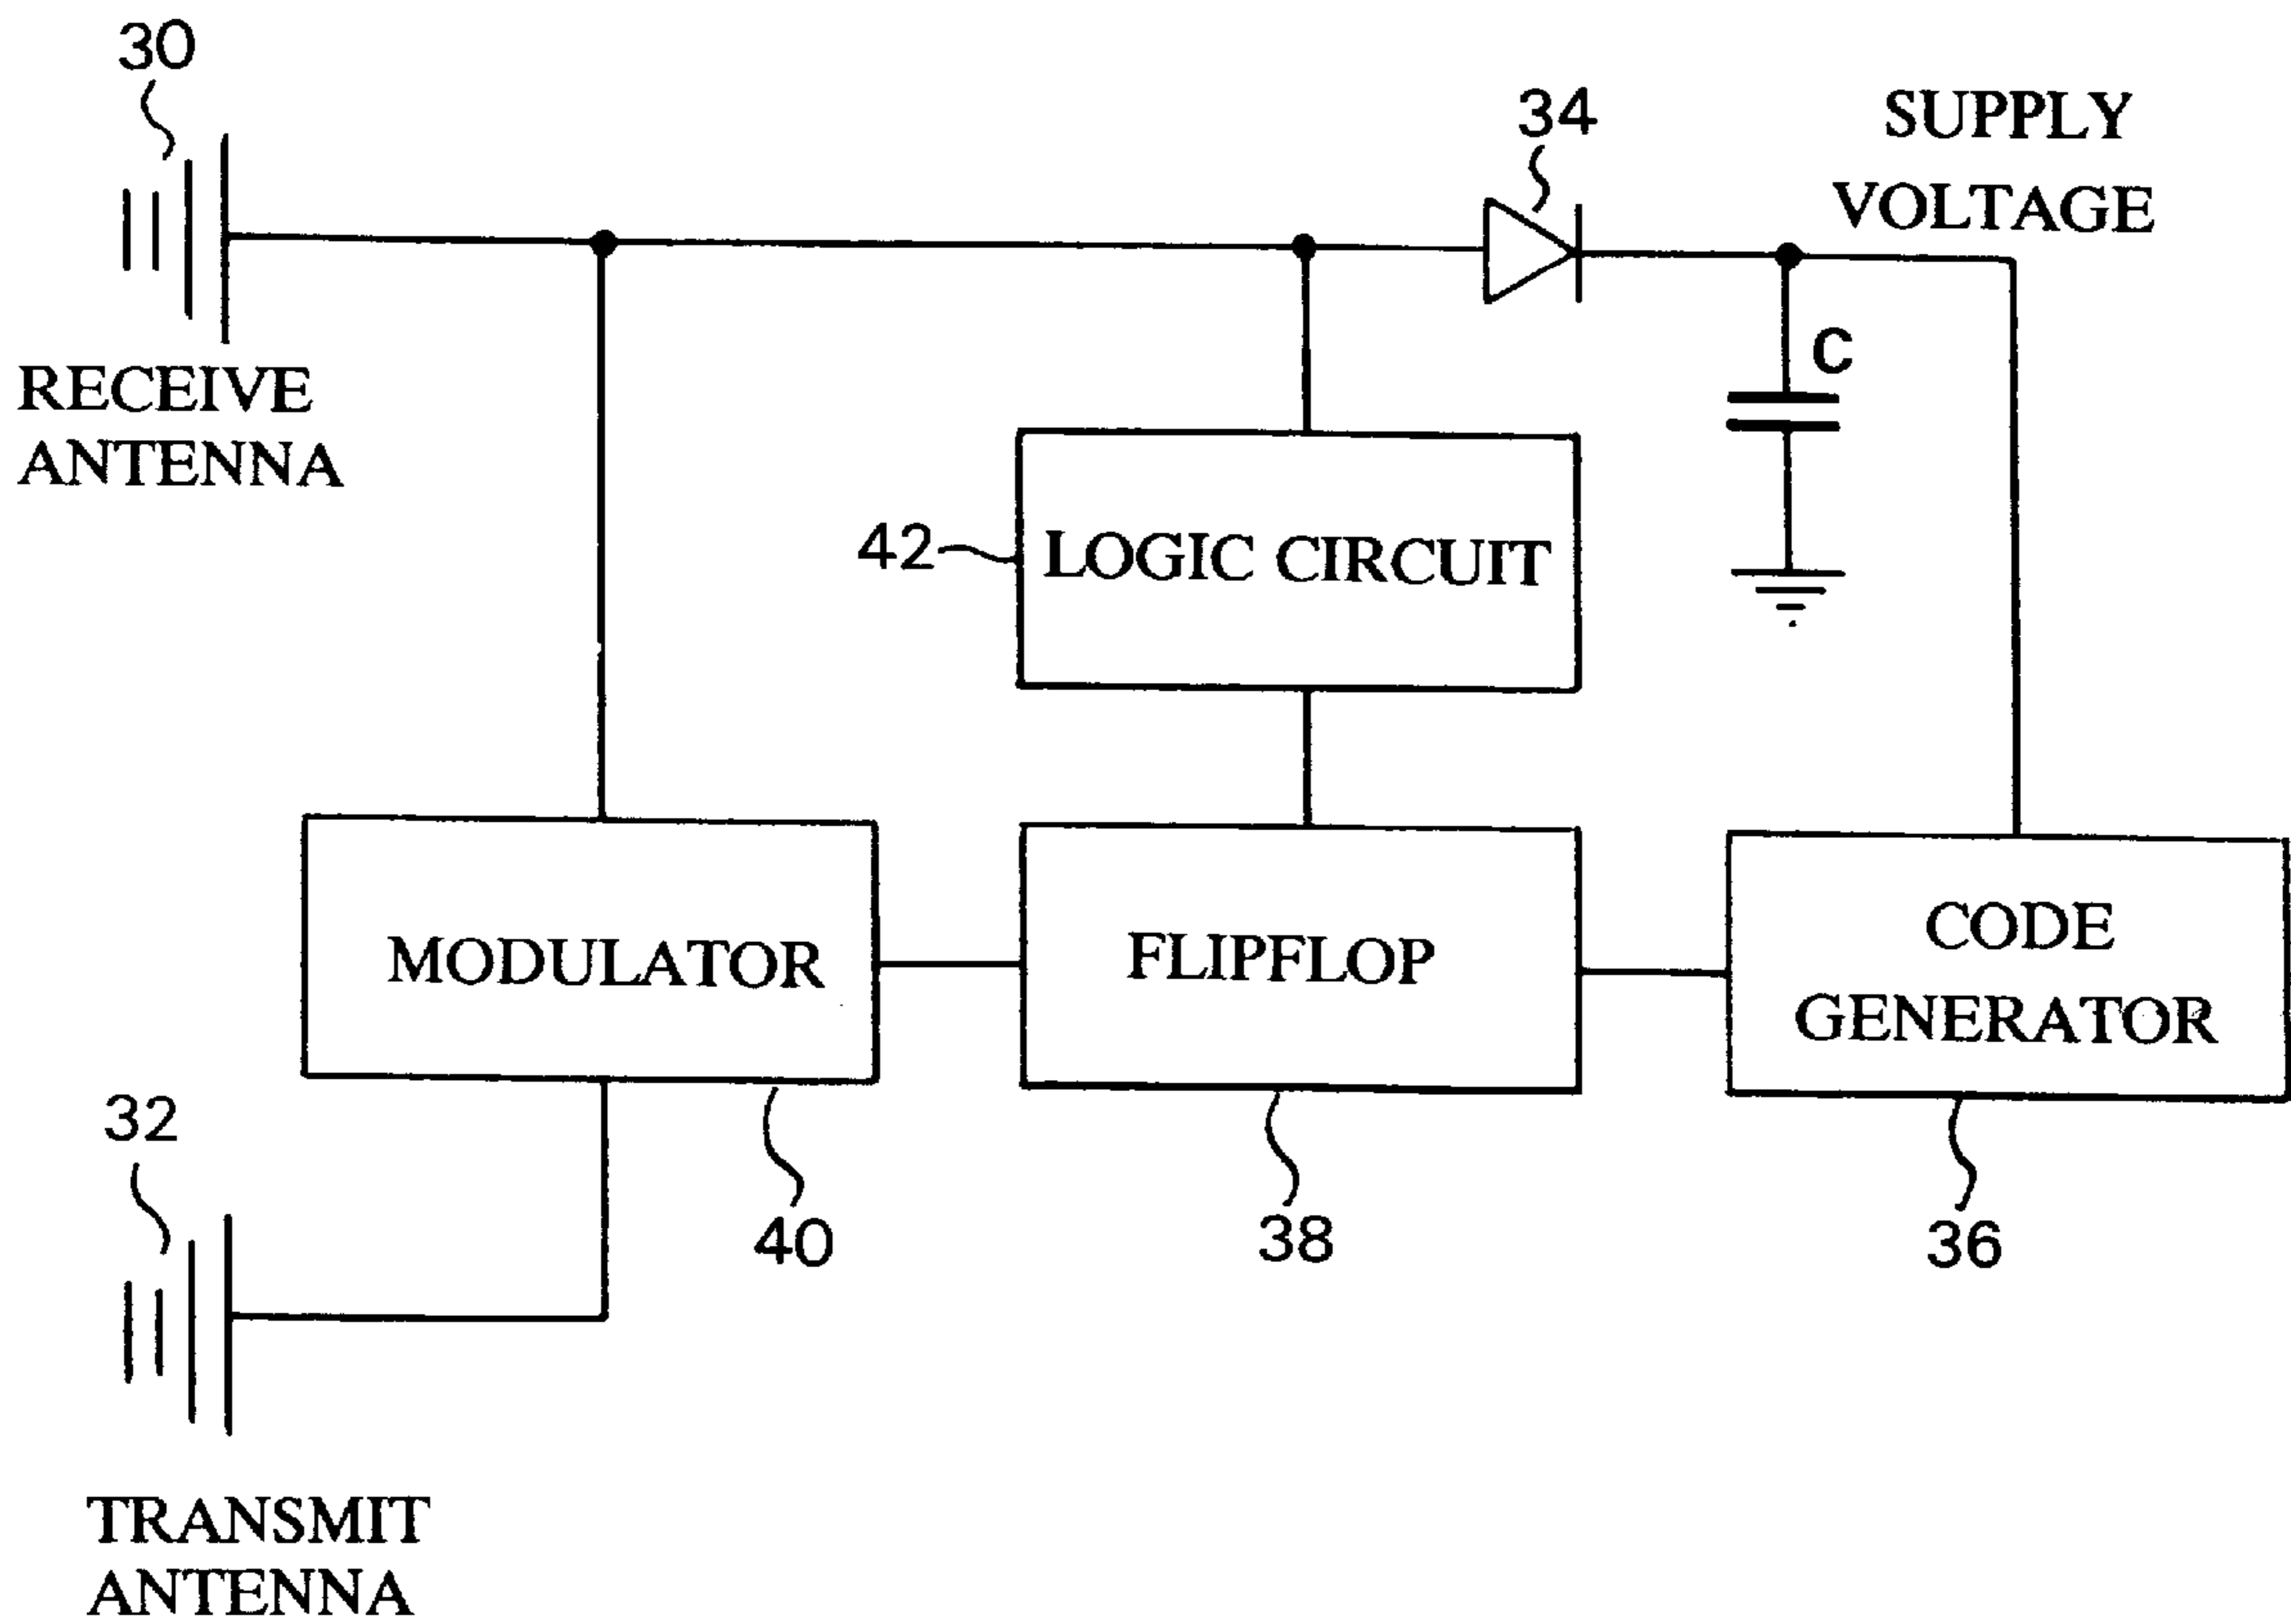 30
34
SUPPLY
VOLTAGE
C
RECEIVE
ANTENNA
42
LOGIC CIRCUIT
MODULATOR
FLIPFLOP
CODE
GENERATOR
32
40
38
36
TRANSMIT
ANTENNA